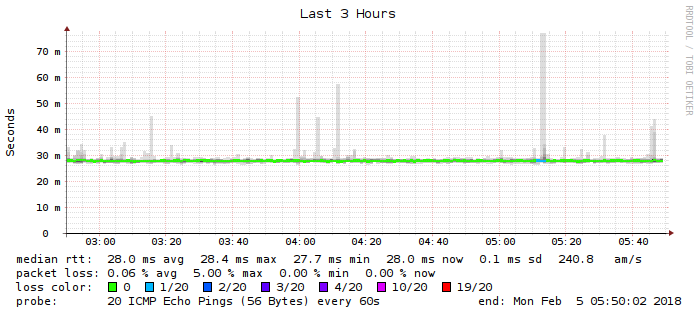 Last 3 Hours
RRDTOOL / TOBI OETIKER
Seconds
70 m
60 m
50 m
40 m
30 m
20 m
10 m
0
03:00 03:20 03:40 04:00 04:20 04:40 05:00 05:20 05:40
median rtt: 28.0 ms avg 28.4 ms max 27.7 ms min 28.0 ms now 0.1 ms sd 240.8 am/s
packet loss: 0.06 % avg 5.00 % max 0.00 % min 0.00 % now
loss color: 0 1/20 2/20 3/20 4/20 10/20 19/20
probe: 20 ICMP Echo Pings (56 Bytes) every 60s end: Mon Feb 5 05:50:02 2018